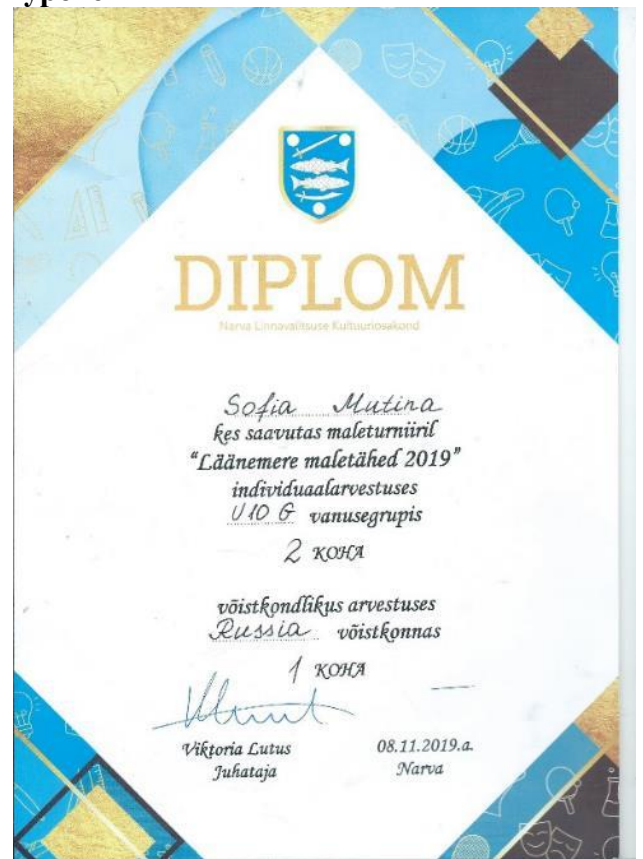 DIPLOM
Narva Linnavalitsuse Kultuuriosakond
Sofia Mutina
kes saavutas maleturniiril
"Läänemere maletähed 2019"
individuaalarvestuses
U10 G vanusegrupis
2 KOHA
võistkondlikus arvestuses
Russia võistkonnas
1 KOHA
Viktoria Lutus
Juhataja
08.11.2019.a.
Narva